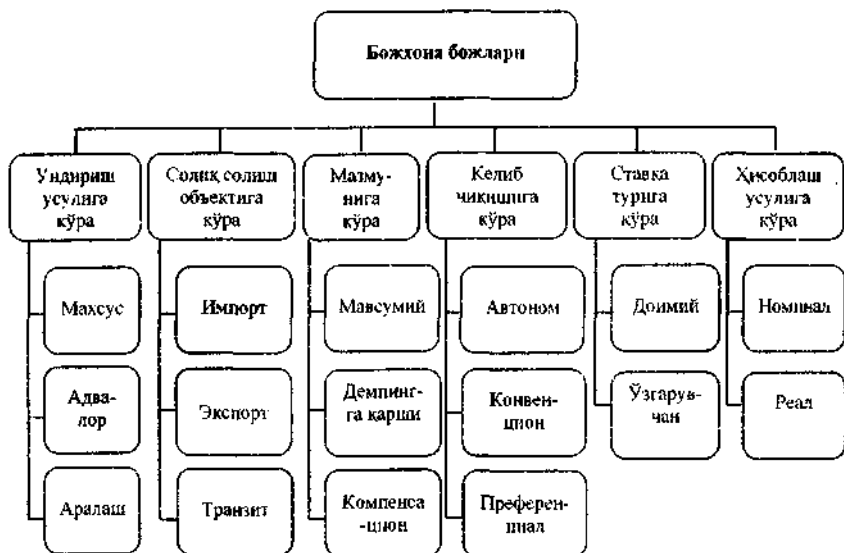 Божхона божлари
Ундириш
усулига
кўра
Солиқ солиш
объектига
кўра
Мазму-
нига
кўра
Келиб
чиқишига
кўра
Ставка
турига
кўра
Ҳисоблаш
усулига
кўра
Махсус
Импорт
Мавсумий
Автоном
Доимий
Номинал
Адва-
лор
Экспорт
Демпинг-
га қарши
Конвен-
цион
Ўзгарув-
чан
Реал
Аралаш
Транзит
Компенса
-цион
Преферен-
циал